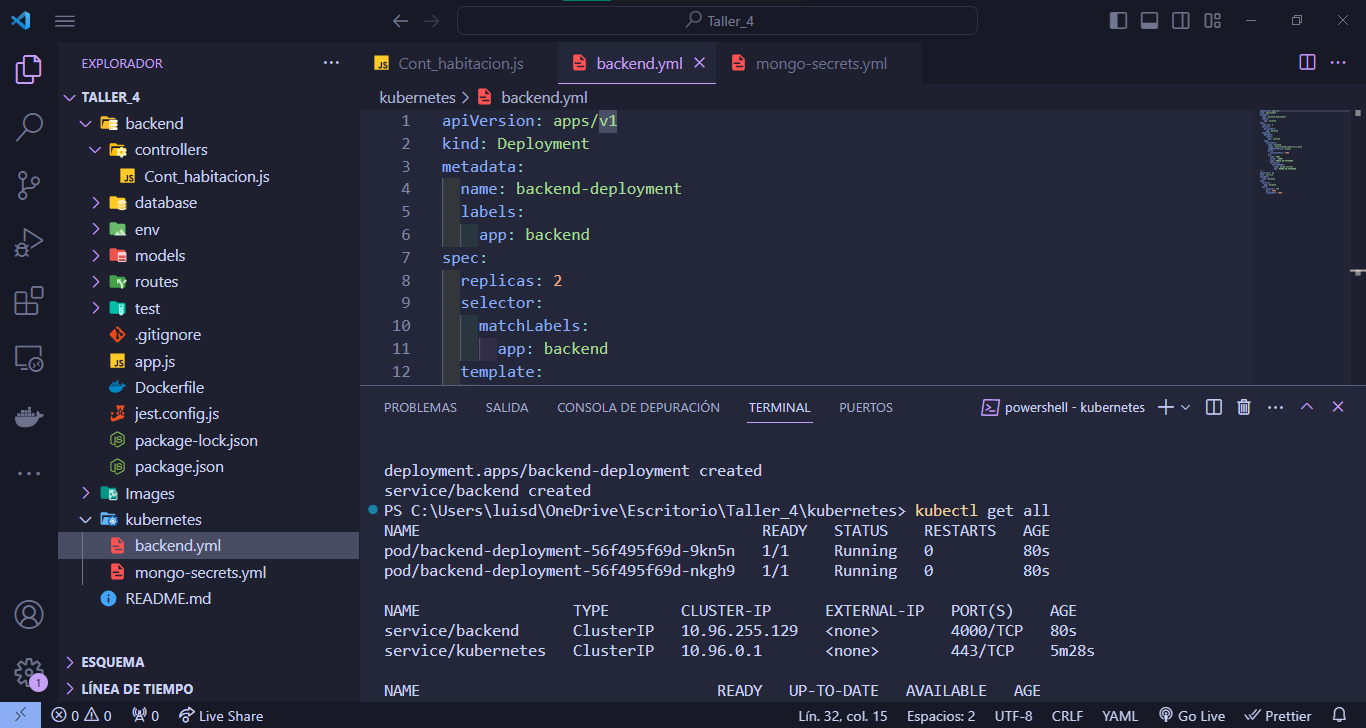 Taller_4
EXPLORADOR
TALLER_4
backend
controllers
Cont_habitacion.js
database
env
models
routes
test
.gitignore
app.js
Dockerfile
jest.config.js
package-lock.json
package.json
Images
kubernetes
backend.yml
mongo-secrets.yml
README.md
ESQUEMA
LÍNEA DE TIEMPO
Cont_habitacion.js backend.yml mongo-secrets.yml
kubernetes > backend.yml
1 apiVersion: apps/v1
2 kind: Deployment
3 metadata:
4 name: backend-deployment
5 labels:
6 app: backend
7 spec:
8 replicas: 2
9 selector:
10 matchLabels:
11 app: backend
12 template:
PROBLEMAS SALIDA CONSOLA DE DEPURACIÓN TERMINAL PUERTOS powershell - kubernetes
deployment.apps/backend-deployment created
service/backend created
PS C:\Users\luisd\OneDrive\Escritorio\Taller_4\kubernetes> kubectl get all
NAME READY STATUS RESTARTS AGE
pod/backend-deployment-56f495f69d-9kn5n 1/1 Running 0 80s
pod/backend-deployment-56f495f69d-nkgh9 1/1 Running 0 80s
NAME TYPE CLUSTER-IP EXTERNAL-IP PORT(S) AGE
service/backend ClusterIP 10.96.255.129 <none> 4000/TCP 80s
service/kubernetes ClusterIP 10.96.0.1 <none> 443/TCP 5m28s
NAME READY UP-TO-DATE AVAILABLE AGE
1
0 0 0 Live Share Lín. 32, col. 15 Espacios: 2 UTF-8 CRLF YAML Go Live Prettier